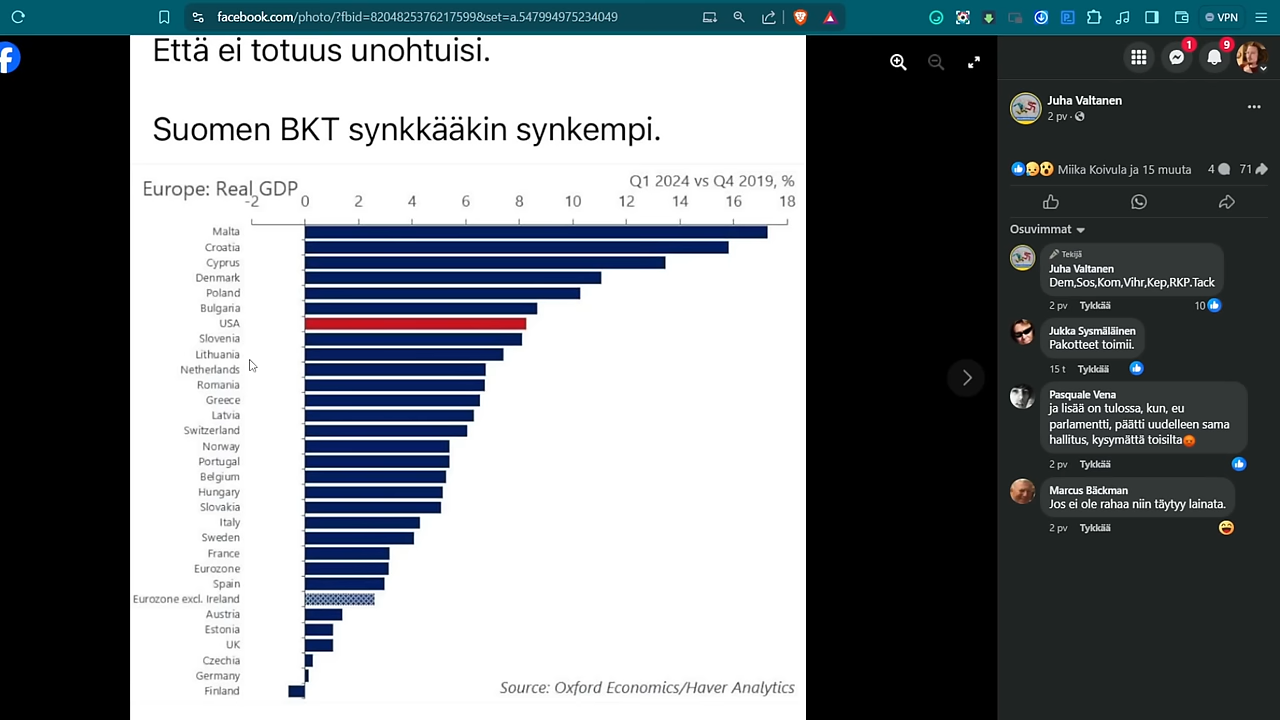 facebook.com/photo/?fbid=8204825376217599&set=a.547994975234049
VPN
Että ei totuus unohtuisi.
Suomen BKT synkkääkin synkempi.
Europe: Real GDP
Q1 2024 vs Q4 2019, %
-2 0 2 4 6 8 10 12 14 16 18
Malta
Croatia
Cyprus
Denmark
Poland
Bulgaria
USA
Slovenia
Lithuania
Netherlands
Romania
Greece
Latvia
Switzerland
Norway
Portugal
Belgium
Hungary
Slovakia
Italy
Sweden
France
Eurozone
Spain
Eurozone excl. Ireland
Austria
Estonia
UK
Czechia
Germany
Finland
Source: Oxford Economics/Haver Analytics
1
9
Juha Valtanen
2 pv ·
Miika Koivula ja 15 muuta
4
71
Osuvimmat
Tekijä
Juha Valtanen
Dem,Sos,Kom,Vihr,Kep,RKP.Tack
2 pv Tykkää
10
Jukka Sysmäläinen
Pakotteet toimii.
15 t Tykkää
Pasquale Vena
ja lisää on tulossa, kun, eu
parlamentti, päätti uudelleen sama
hallitus, kysymättä toisilta
2 pv Tykkää
Marcus Bäckman
Jos ei ole rahaa niin täytyy lainata.
2 pv Tykkää